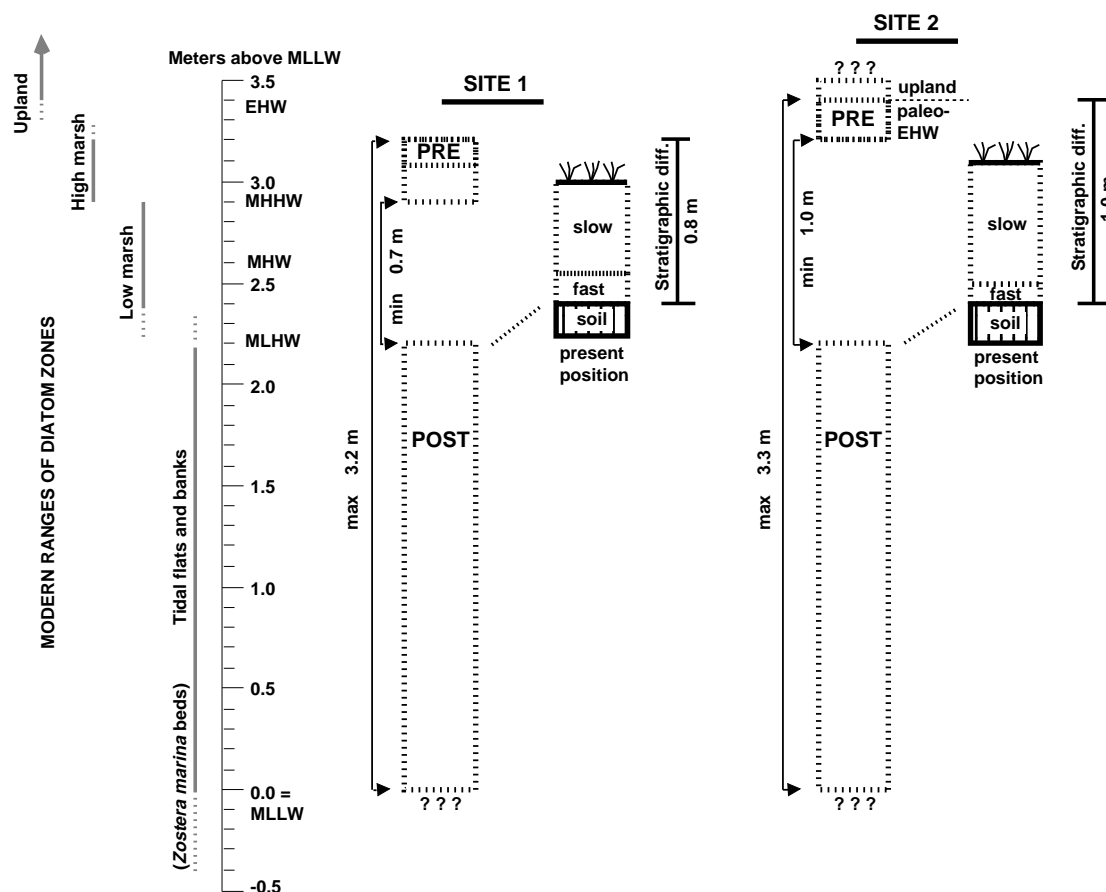 SITE 2
SITE 1
Meters above MLLW
3.5
EHW
3.0
MHHW
MHW
2.5
MLHW
2.0
1.5
1.0
0.5
0.0 =
MLLW
-0.5
MODERN RANGES OF DIATOM ZONES
Upland
High marsh
Low marsh
Tidal flats and banks
(Zostera marina beds)
PRE
min 0.7 m
max 3.2 m
POST
? ? ?
slow
fast
soil
present
position
Stratigraphic diff.
0.8 m
? ? ?
upland
paleo-
EHW
PRE
min 1.0 m
max 3.3 m
POST
? ? ?
slow
fast
soil
present
position
Stratigraphic diff.